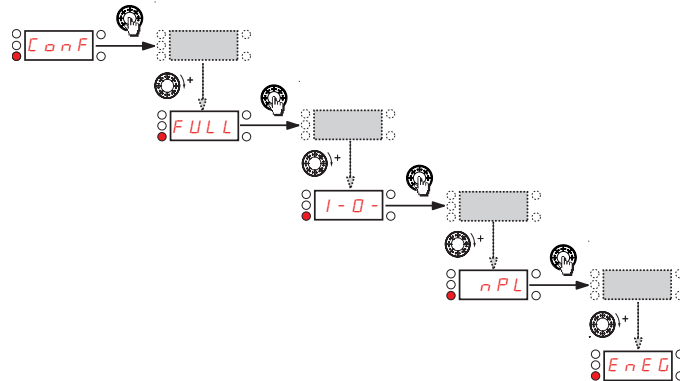 ConF
+
FULL
+
I-O-
+
nPL
+
EnEG